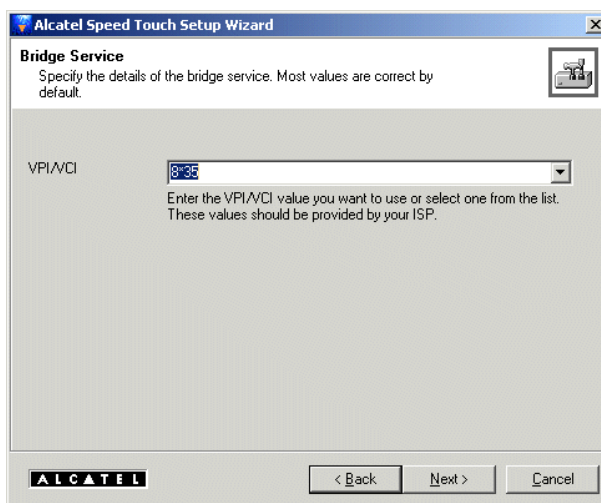 Alcatel Speed Touch Setup Wizard
Bridge Service
Specify the details of the bridge service. Most values are correct by
default.
VPI/VCI
8*35
Enter the VPI/VCI value you want to use or select one from the list.
These values should be provided by your ISP.
ALCATEL
< Back
Next >
Cancel